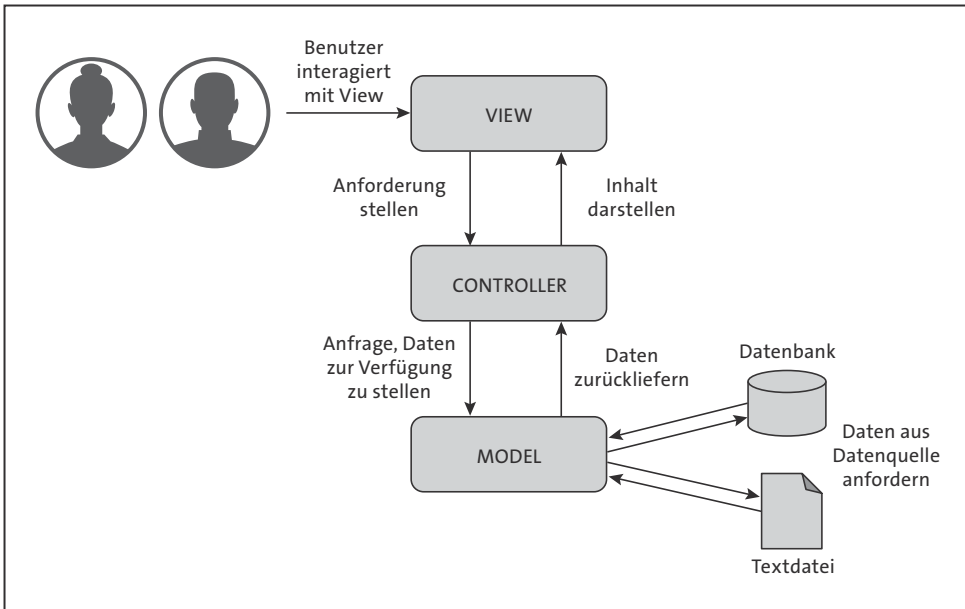 Benutzer
interagiert
mit View
VIEW
Anforderung
stellen
Inhalt
darstellen
CONTROLLER
Anfrage, Daten
zur Verfügung
zu stellen
Daten
zurückliefern
Datenbank
MODEL
Daten aus
Datenquelle
anfordern
Textdatei